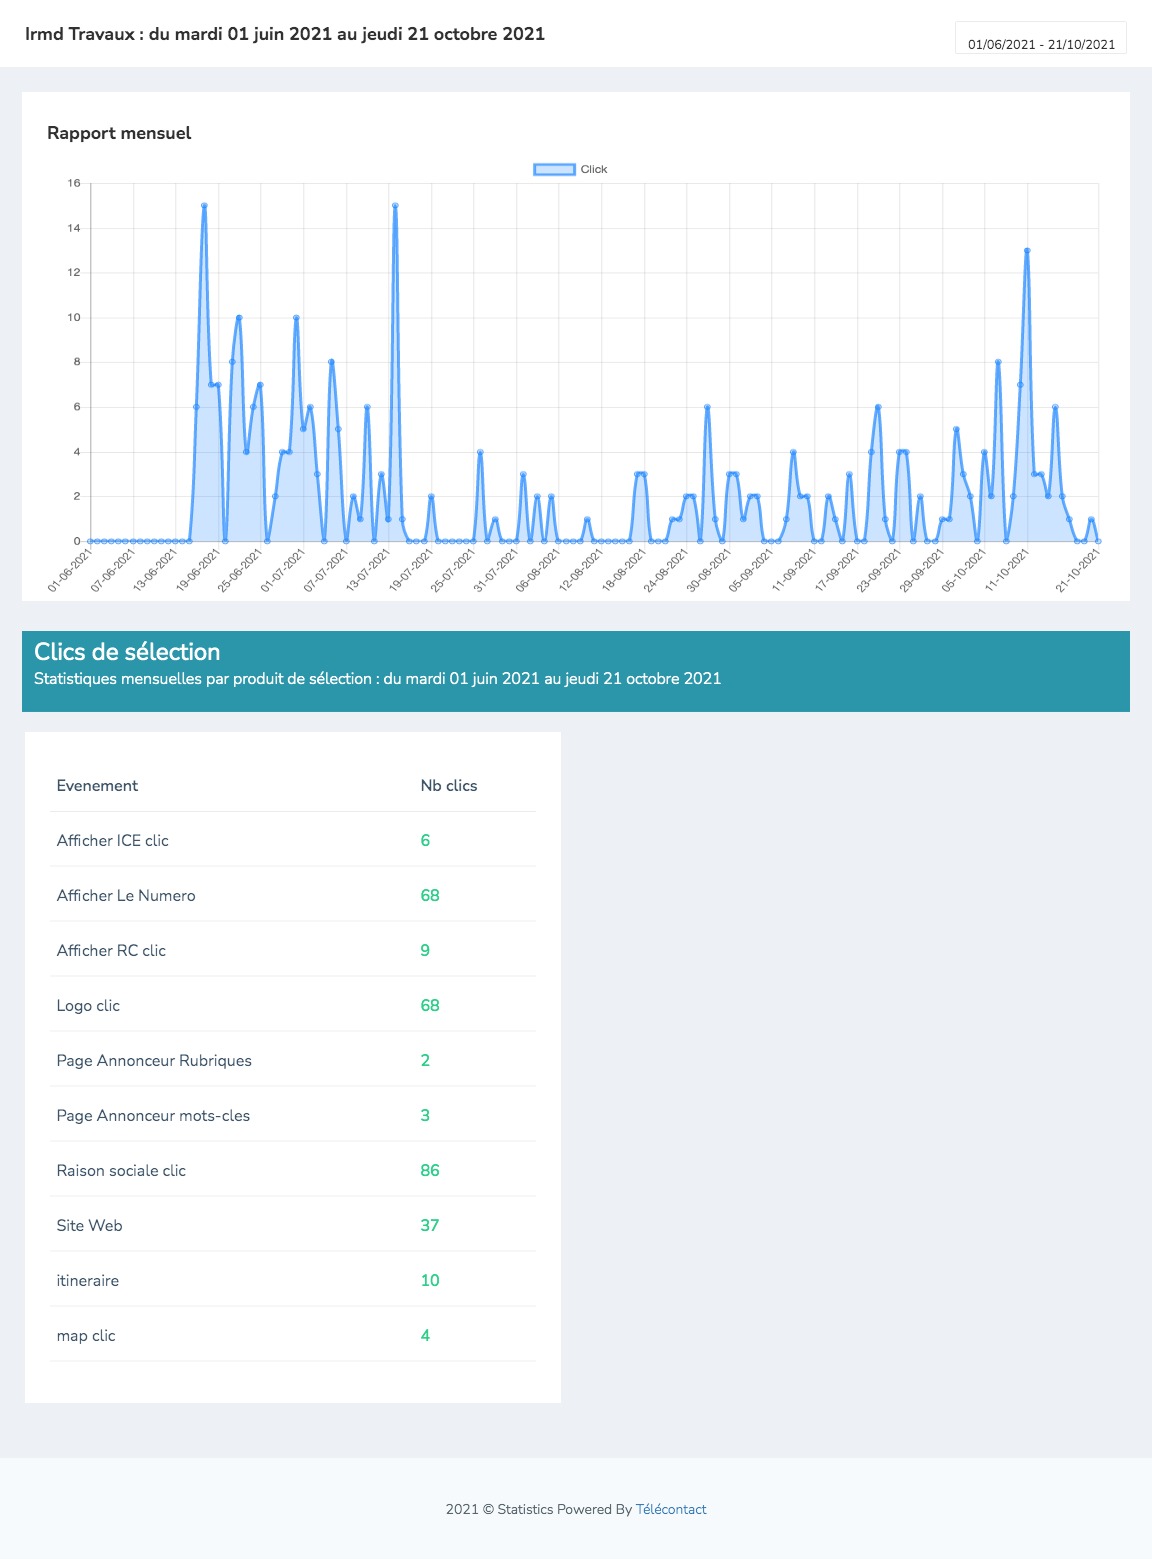 Irmd Travaux : du mardi 01 juin 2021 au jeudi 21 octobre 2021
01/06/2021 - 21/10/2021
Rapport mensuel
Click
16
14
12
10
8
6
4
2
0
01-06-2021
07-06-2021
13-06-2021
19-06-2021
25-06-2021
01-07-2021
07-07-2021
13-07-2021
19-07-2021
25-07-2021
31-07-2021
06-08-2021
12-08-2021
18-08-2021
24-08-2021
30-08-2021
05-09-2021
11-09-2021
17-09-2021
23-09-2021
29-09-2021
05-10-2021
11-10-2021
21-10-2021
Clics de sélection
Statistiques mensuelles par produit de sélection : du mardi 01 juin 2021 au jeudi 21 octobre 2021
Evenement Nb clics
Afficher ICE clic 6
Afficher Le Numero 68
Afficher RC clic 9
Logo clic 68
Page Annonceur Rubriques 2
Page Annonceur mots-cles 3
Raison sociale clic 86
Site Web 37
itineraire 10
map clic 4
2021 © Statistics Powered By Télécontact